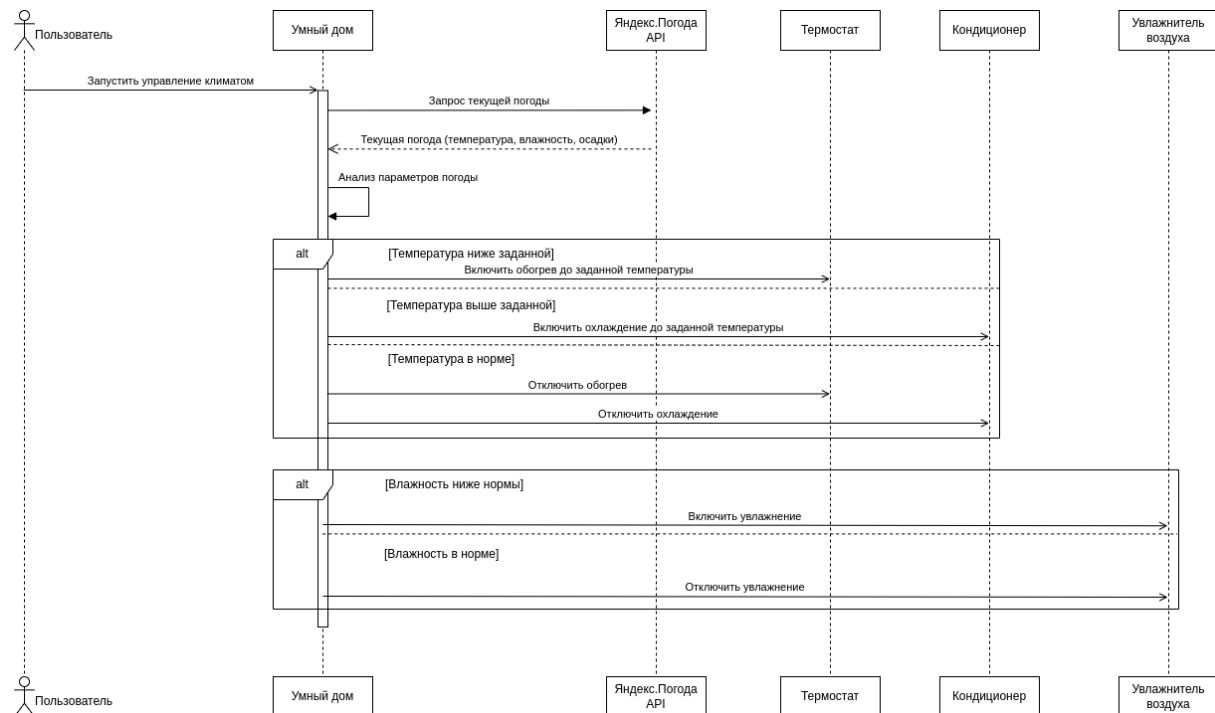 Пользователь
Умный дом
Яндекс.Погода
API
Термостат
Кондиционер
Увлажнитель
воздуха
Запустить управление климатом
Запрос текущей погоды
Текущая погода (температура, влажность, осадки)
Анализ параметров погоды
alt
[Температура ниже заданной]
Включить обогрев до заданной температуры
[Температура выше заданной]
Включить охлаждение до заданной температуры
[Температура в норме]
Отключить обогрев
Отключить охлаждение
alt
[Влажность ниже нормы]
Включить увлажнение
[Влажность в норме]
Отключить увлажнение
Пользователь
Умный дом
Яндекс.Погода
API
Термостат
Кондиционер
Увлажнитель
воздуха